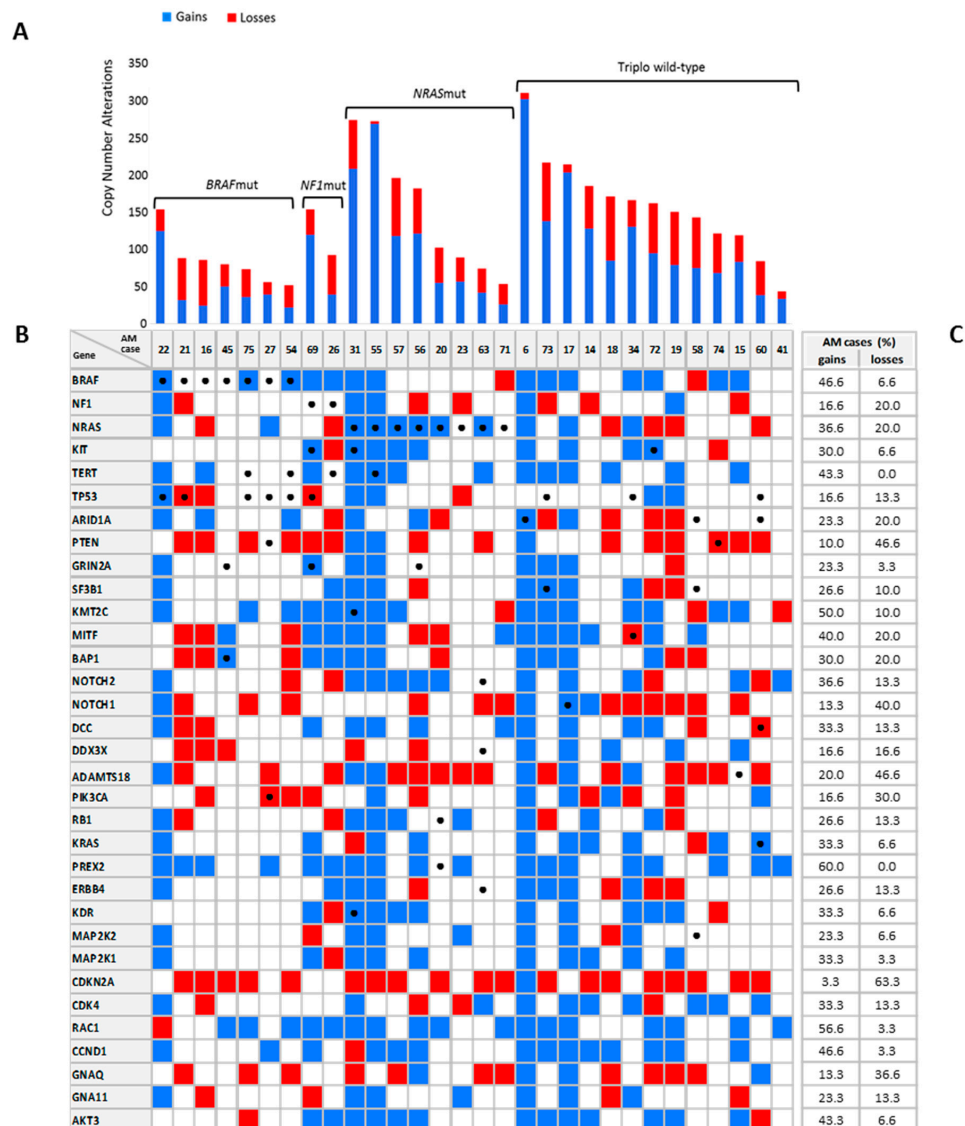 A
Gains Losses
Copy Number Alterations
350
300
250
200
150
100
50
0
BRAFmut
NF1mut
NRASmut
Triplo wild-type
B
C
Gene AM case 22 21 16 45 75 27 54 69 26 31 55 57 56 20 23 63 71 6 73 17 14 18 34 72 19 58 74 15 60 41
AM cases (%)
gains losses
BRAF 46.6 6.6
NF1 16.6 20.0
NRAS 36.6 20.0
KIT 30.0 6.6
TERT 43.3 0.0
TP53 16.6 13.3
ARID1A 23.3 20.0
PTEN 10.0 46.6
GRIN2A 23.3 3.3
SF3B1 26.6 10.0
KMT2C 50.0 10.0
MITF 40.0 20.0
BAP1 30.0 20.0
NOTCH2 36.6 13.3
NOTCH1 13.3 40.0
DCC 33.3 13.3
DDX3X 16.6 16.6
ADAMTS18 20.0 46.6
PIK3CA 16.6 30.0
RB1 26.6 13.3
KRAS 33.3 6.6
PREX2 60.0 0.0
ERBB4 26.6 13.3
KDR 33.3 6.6
MAP2K2 23.3 6.6
MAP2K1 33.3 3.3
CDKN2A 3.3 63.3
CDK4 33.3 13.3
RAC1 56.6 3.3
CCND1 46.6 3.3
GNAQ 13.3 36.6
GNA11 23.3 13.3
AKT3 43.3 6.6